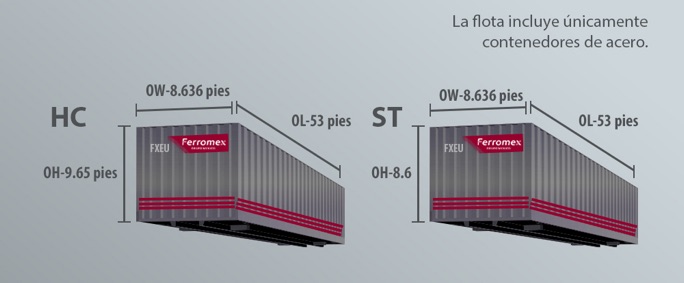 La flota incluye únicamente
contenedores de acero.
HC
OW-8.636 pies
OL-53 pies
OH-9.65 pies
FXEU
Ferromex
ST
OW-8.636 pies
OL-53 pies
OH-8.6
FXEU
Ferromex